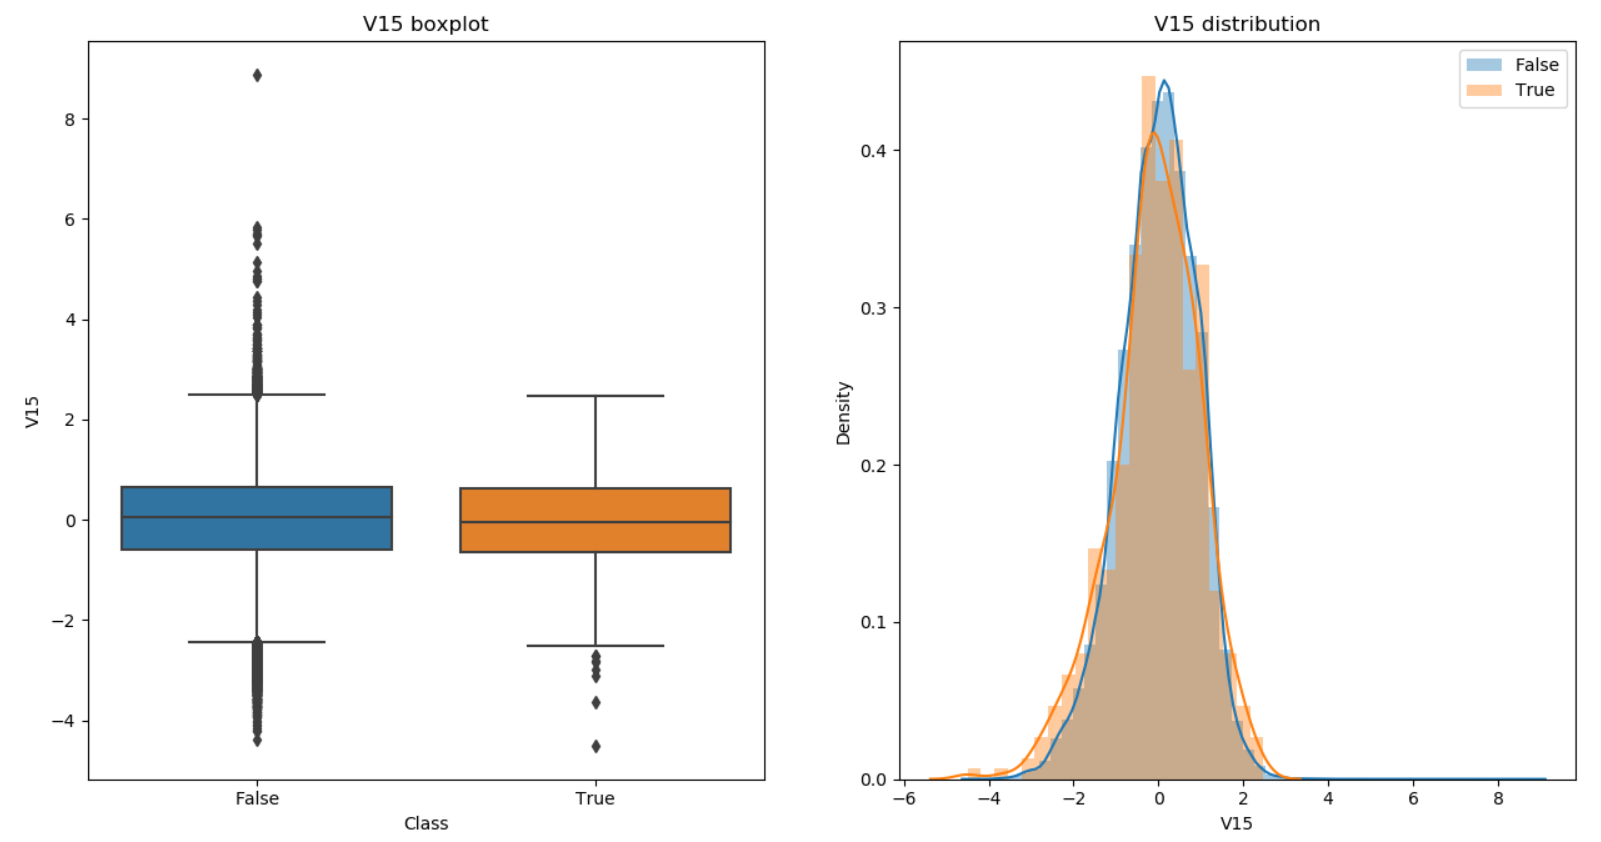 V15 boxplot
V15
8
6
4
2
0
−2
−4
False
True
Class
V15 distribution
False
True
Density
0.4
0.3
0.2
0.1
0.0
−6
−4
−2
0
2
4
6
8
V15